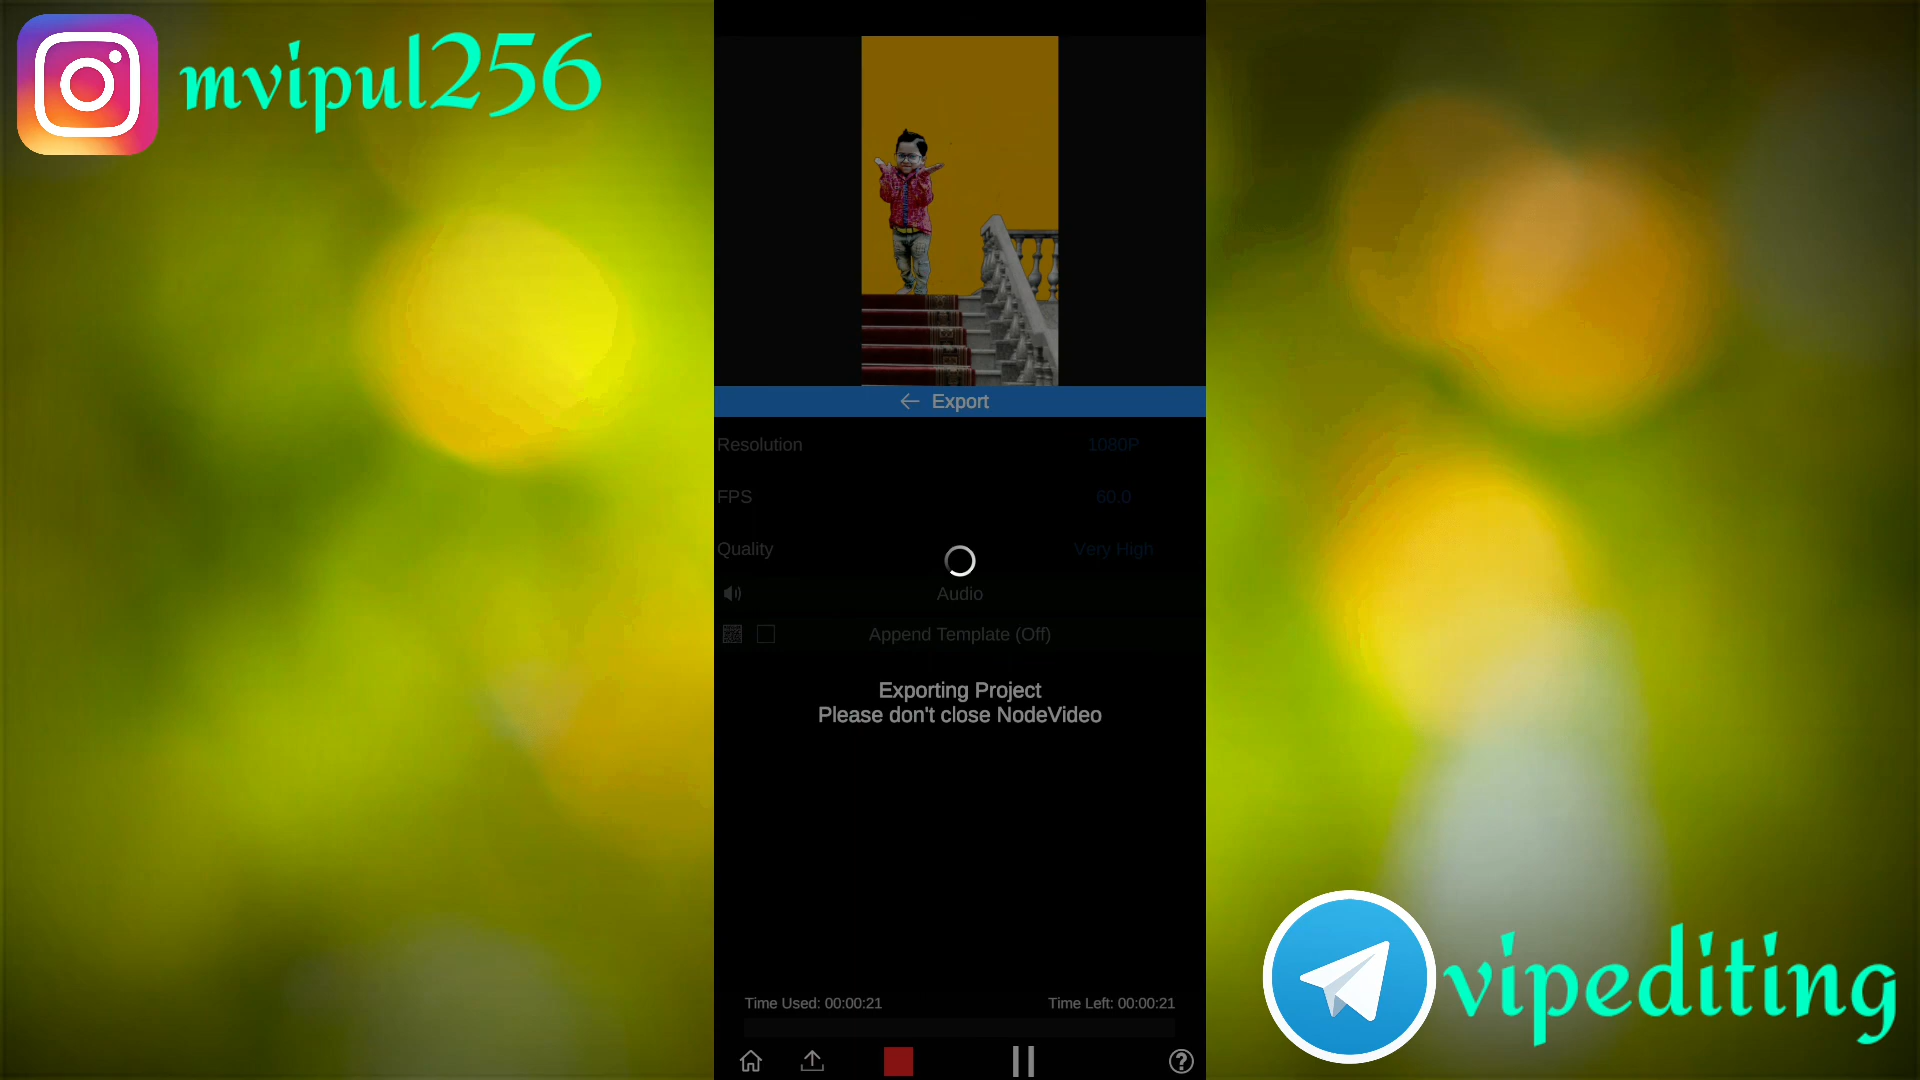 mvipul256
Export
Resolution 1080P
FPS 60.0
Quality Very High
Audio
Append Template (Off)
Exporting Project
Please don't close NodeVideo
Time Used: 00:00:21 Time Left: 00:00:21
vipediting